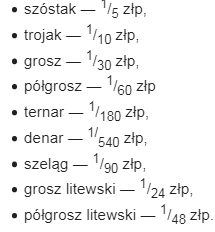 • szóstak — 1/5 złp,
• trojak — 1/10 złp,
• grosz — 1/30 złp,
• półgrosz — 1/60 złp
• ternar — 1/180 złp,
• denar — 1/540 złp,
• szeląg — 1/90 złp,
• grosz litewski — 1/24 złp,
• półgrosz litewski — 1/48 złp.